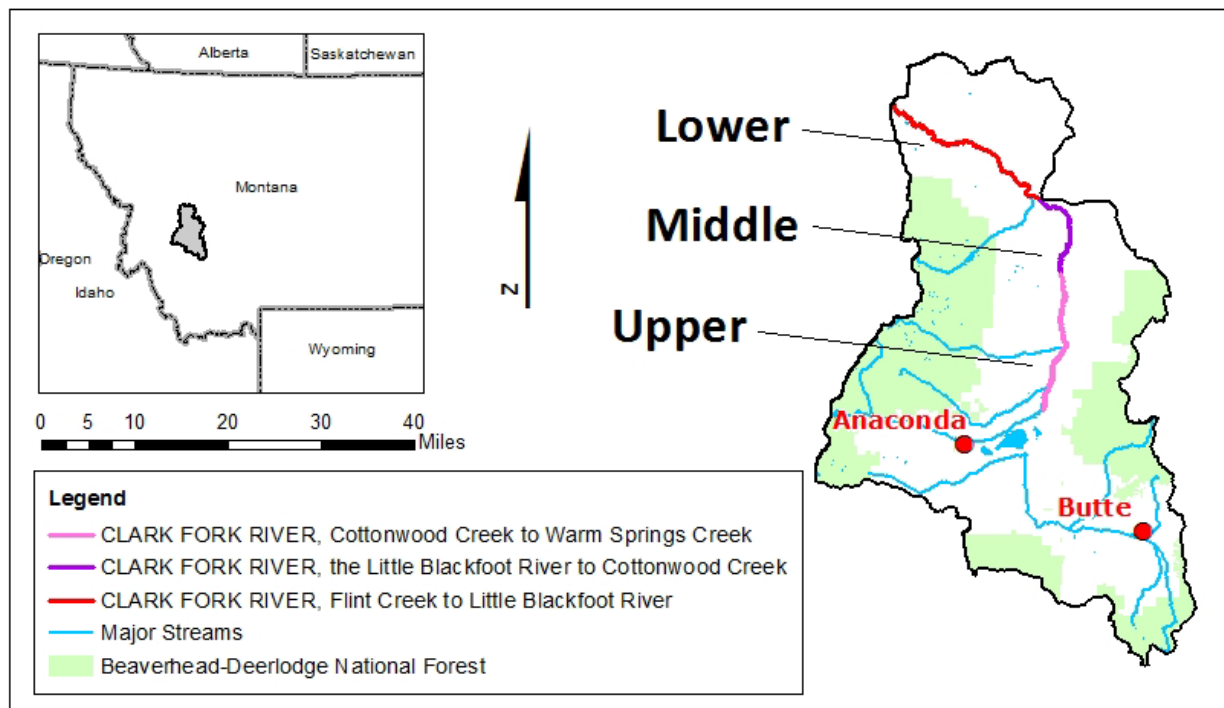 Alberta
Saskatchewan
Montana
Oregon
Idaho
Wyoming
0 5 10 20 30 40
Miles
N
Lower
Middle
Upper
Anaconda
Butte
Legend
CLARK FORK RIVER, Cottonwood Creek to Warm Springs Creek
CLARK FORK RIVER, the Little Blackfoot River to Cottonwood Creek
CLARK FORK RIVER, Flint Creek to Little Blackfoot River
Major Streams
Beaverhead-Deerlodge National Forest